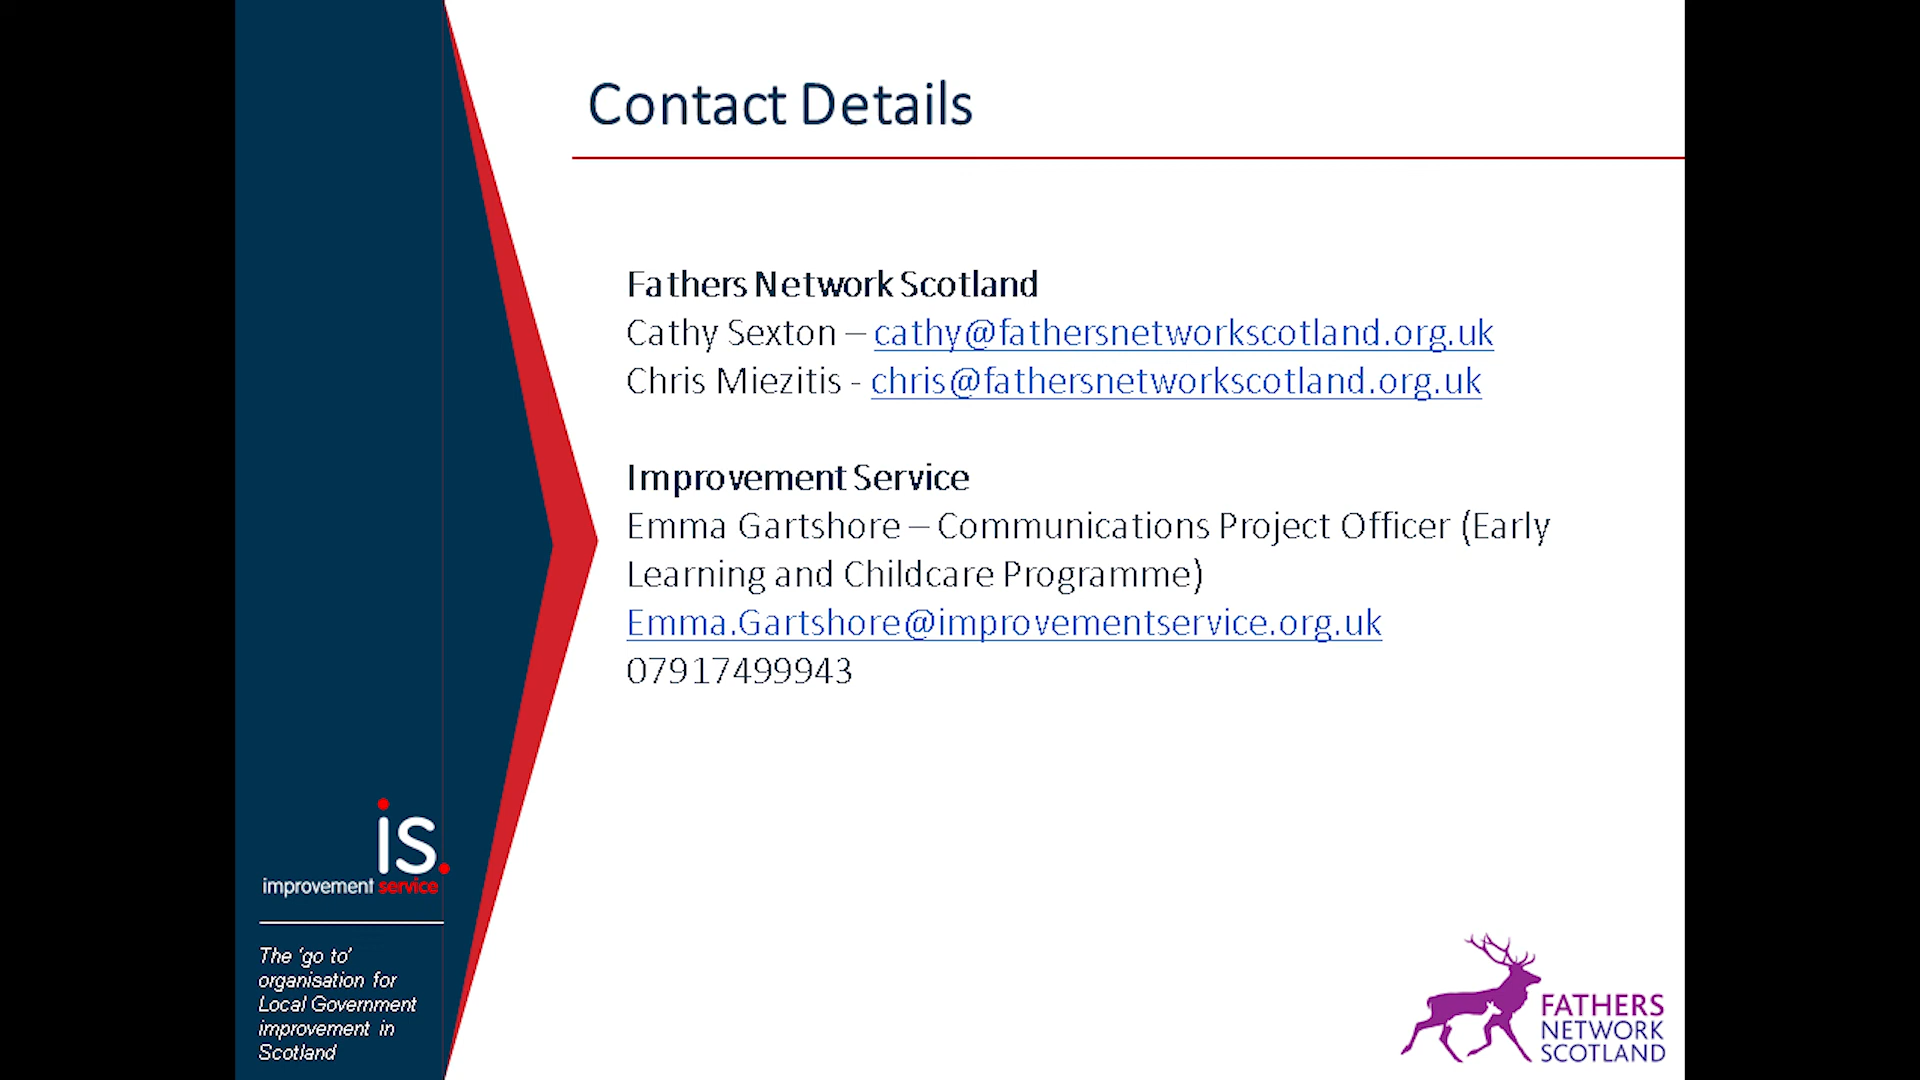 Contact Details
Fathers Network Scotland
Cathy Sexton – cathy@fathersnetworkscotland.org.uk
Chris Miezitis - chris@fathersnetworkscotland.org.uk
Improvement Service
Emma Gartshore – Communications Project Officer (Early
Learning and Childcare Programme)
Emma.Gartshore@improvementservice.org.uk
07917499943
is.
improvement service
The ‘go to’
organisation for
Local Government
improvement in
Scotland
FATHERS
NETWORK
SCOTLAND